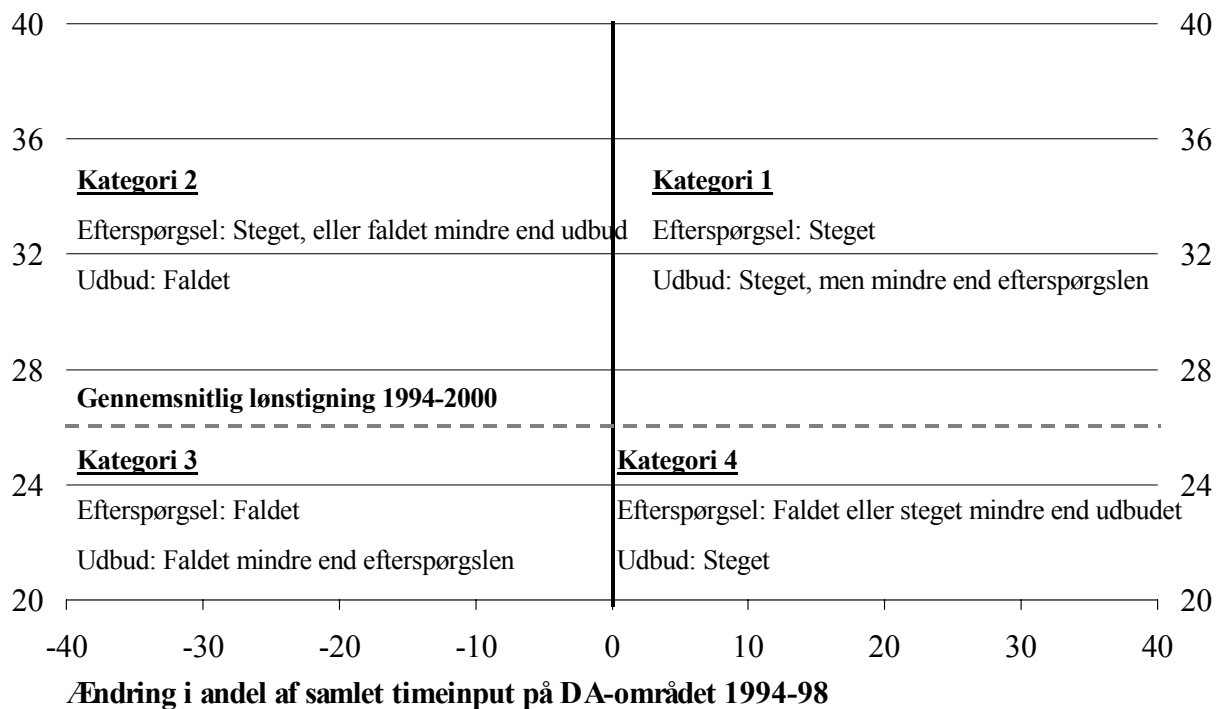 40 40
36 36
Kategori 2 Kategori 1
Efterspørgsel: Steget, eller faldet mindre end udbud Efterspørgsel: Steget
32 32
Udbud: Faldet Udbud: Steget, men mindre end efterspørgslen
28 28
Gennemsnitlig lønstigning 1994-2000
Kategori 3 Kategori 4
24 24
Efterspørgsel: Faldet Efterspørgsel: Faldet eller steget mindre end udbudet
Udbud: Faldet mindre end efterspørgslen Udbud: Steget
20 20
-40 -30 -20 -10 0 10 20 30 40
Ændring i andel af samlet timeinput på DA-området 1994-98